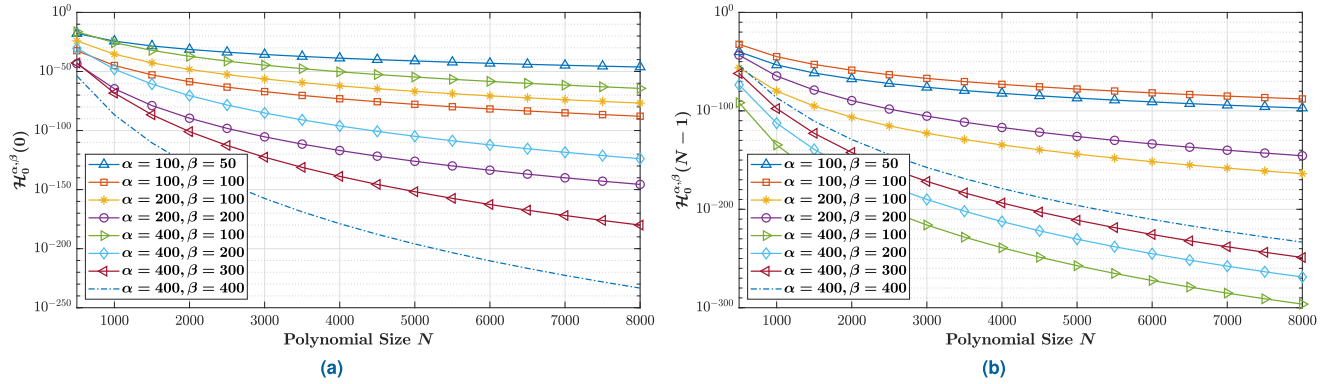 10^0
10^-50
10^-100
10^-150
10^-200
10^-250
ℋ_0^{α,β}(0)
α = 100, β = 50
α = 100, β = 100
α = 200, β = 100
α = 200, β = 200
α = 400, β = 100
α = 400, β = 200
α = 400, β = 300
α = 400, β = 400
1000 2000 3000 4000 5000 6000 7000 8000
Polynomial Size N
(a)
10^0
10^-100
10^-200
10^-300
ℋ_0^{α,β}(N − 1)
α = 100, β = 50
α = 100, β = 100
α = 200, β = 100
α = 200, β = 200
α = 400, β = 100
α = 400, β = 200
α = 400, β = 300
α = 400, β = 400
1000 2000 3000 4000 5000 6000 7000 8000
Polynomial Size N
(b)